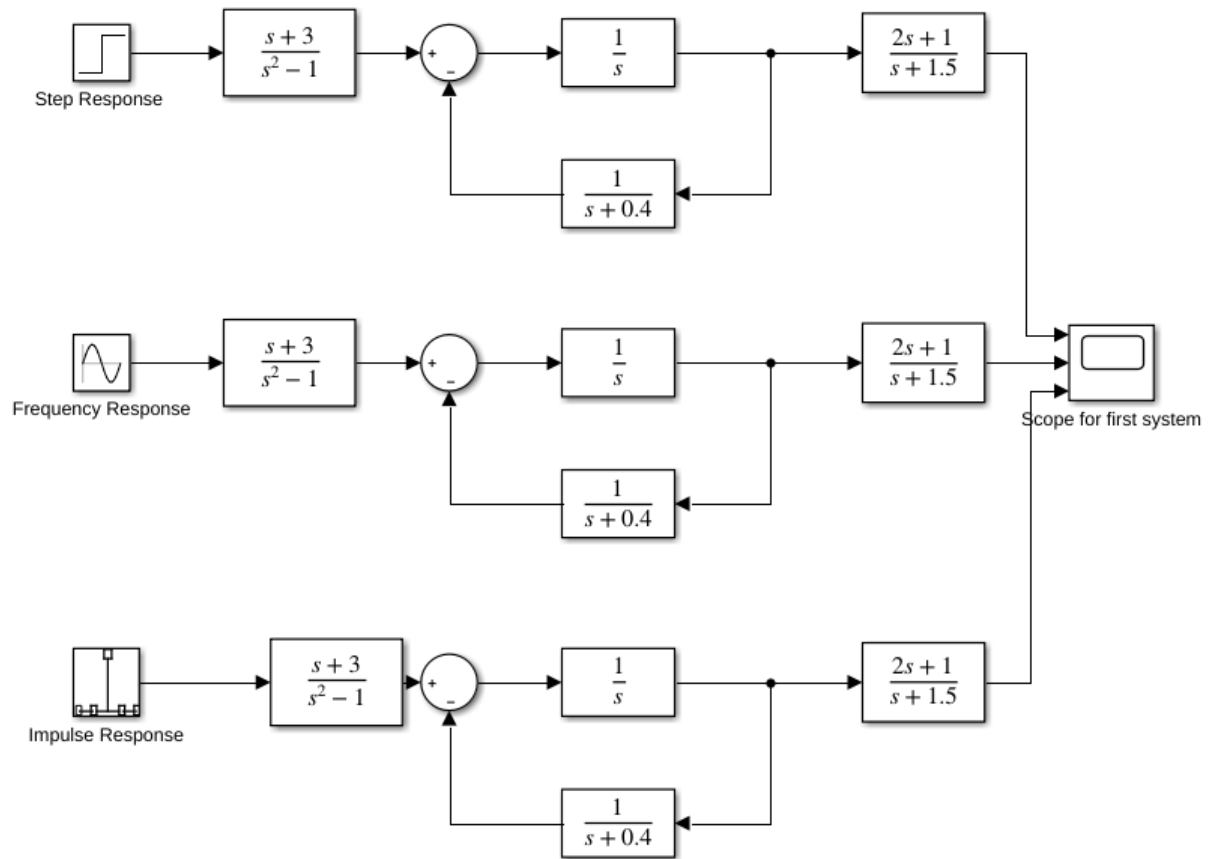 s + 3
s² − 1
+
−
1
s
2s + 1
s + 1.5
Step Response
1
s + 0.4
s + 3
s² − 1
+
−
1
s
2s + 1
s + 1.5
Frequency Response
Scope for first system
1
s + 0.4
s + 3
s² − 1
+
−
1
s
2s + 1
s + 1.5
Impulse Response
1
s + 0.4